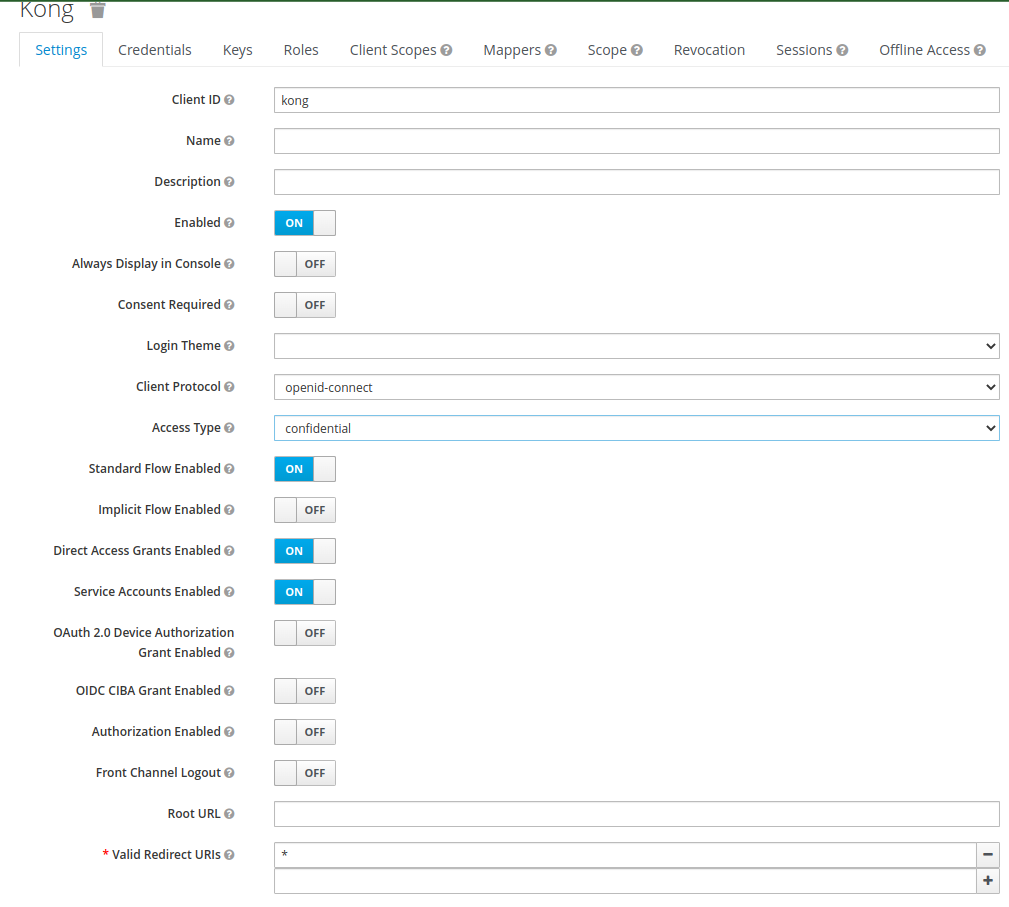 Kong
Settings Credentials Keys Roles Client Scopes Mappers Scope Revocation Sessions Offline Access
Client ID kong
Name
Description
Enabled ON
Always Display in Console OFF
Consent Required OFF
Login Theme
Client Protocol openid-connect
Access Type confidential
Standard Flow Enabled ON
Implicit Flow Enabled OFF
Direct Access Grants Enabled ON
Service Accounts Enabled ON
OAuth 2.0 Device Authorization OFF
Grant Enabled
OIDC CIBA Grant Enabled OFF
Authorization Enabled OFF
Front Channel Logout OFF
Root URL
* Valid Redirect URIs *